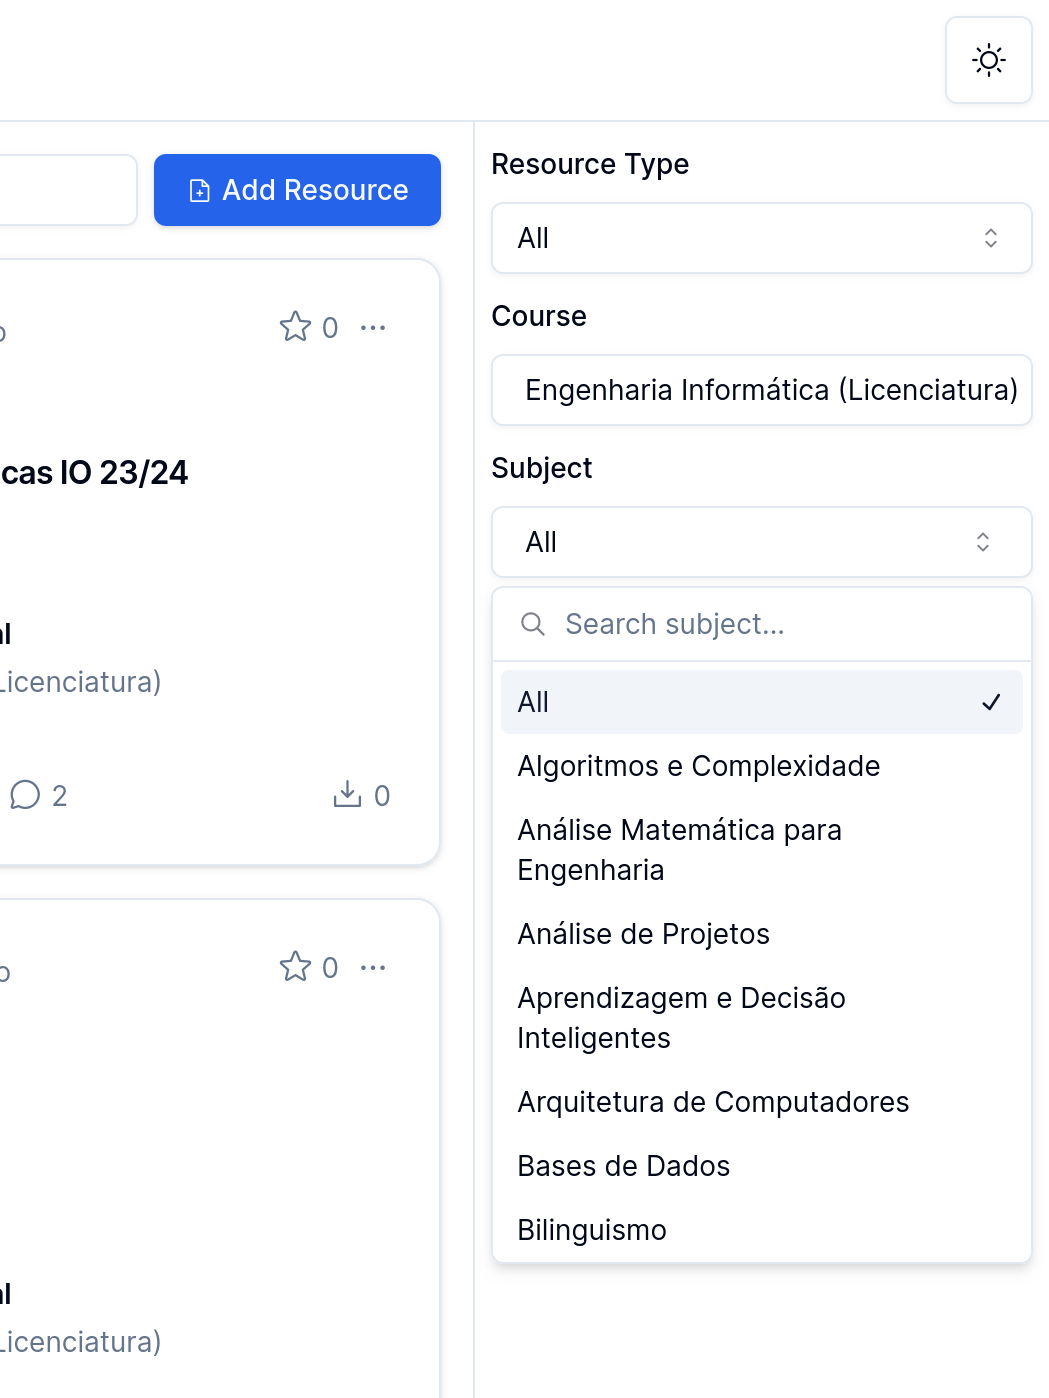 Add Resource
0
cas IO 23/24
Licenciatura)
2
0
0
Licenciatura)
Resource Type
All
Course
Engenharia Informática (Licenciatura)
Subject
All
Search subject...
All
Algoritmos e Complexidade
Análise Matemática para
Engenharia
Análise de Projetos
Aprendizagem e Decisão
Inteligentes
Arquitetura de Computadores
Bases de Dados
Bilinguismo